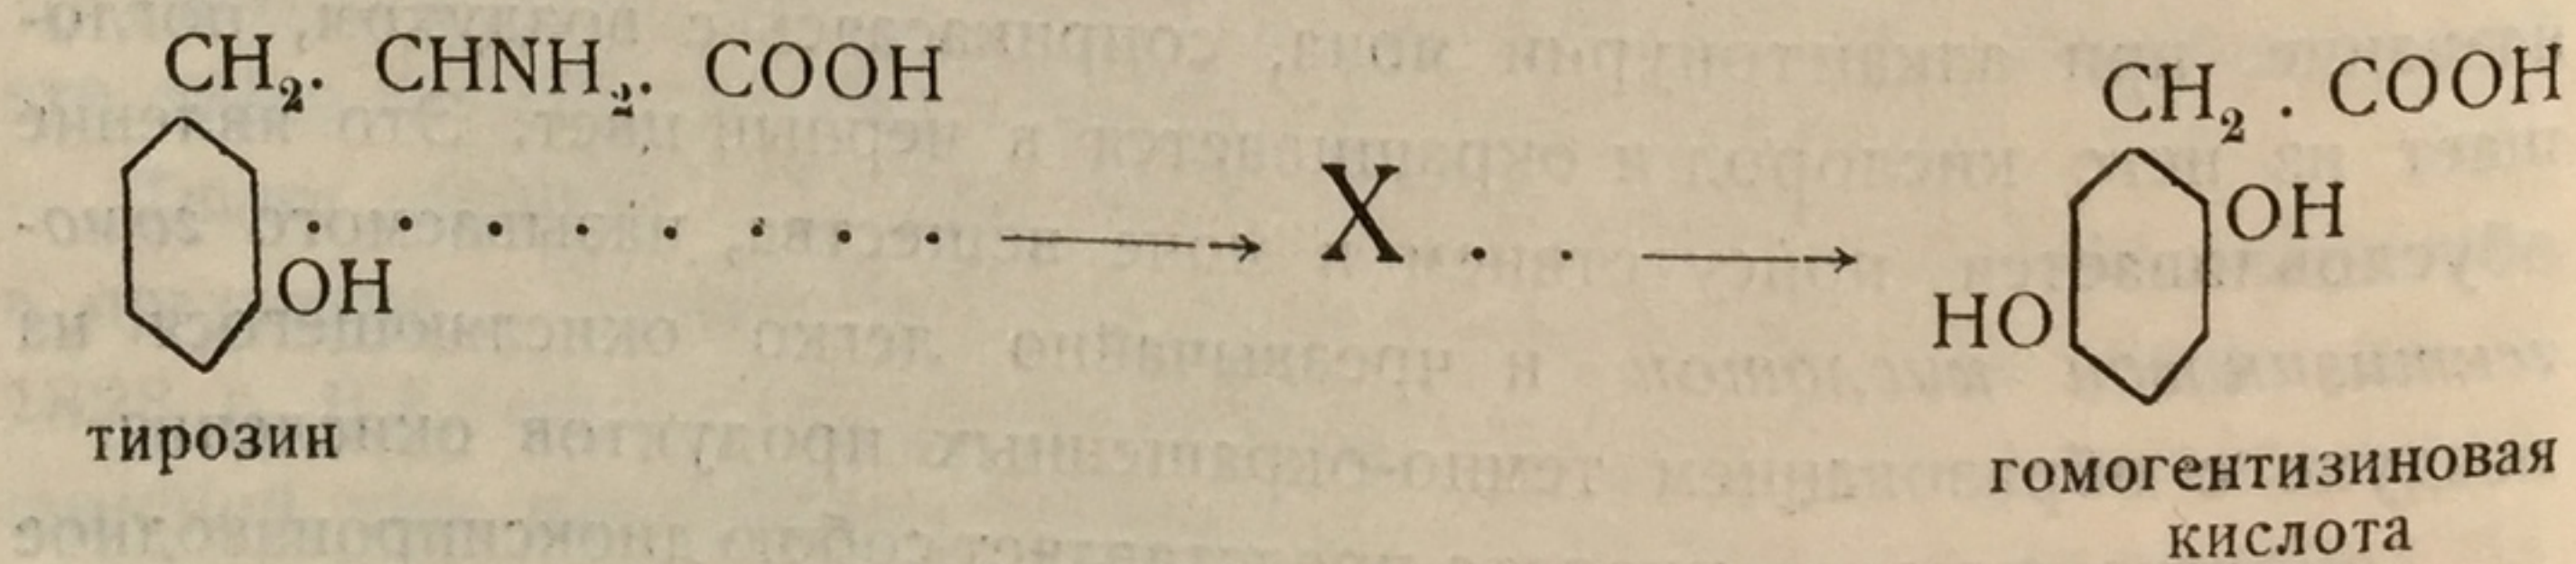 CH₂. CHNH₂. COOH
CH₂ . COOH
. . . . . . . . → X . . →
OH
OH
HO
тирозин
гомогентизиновая
кислота